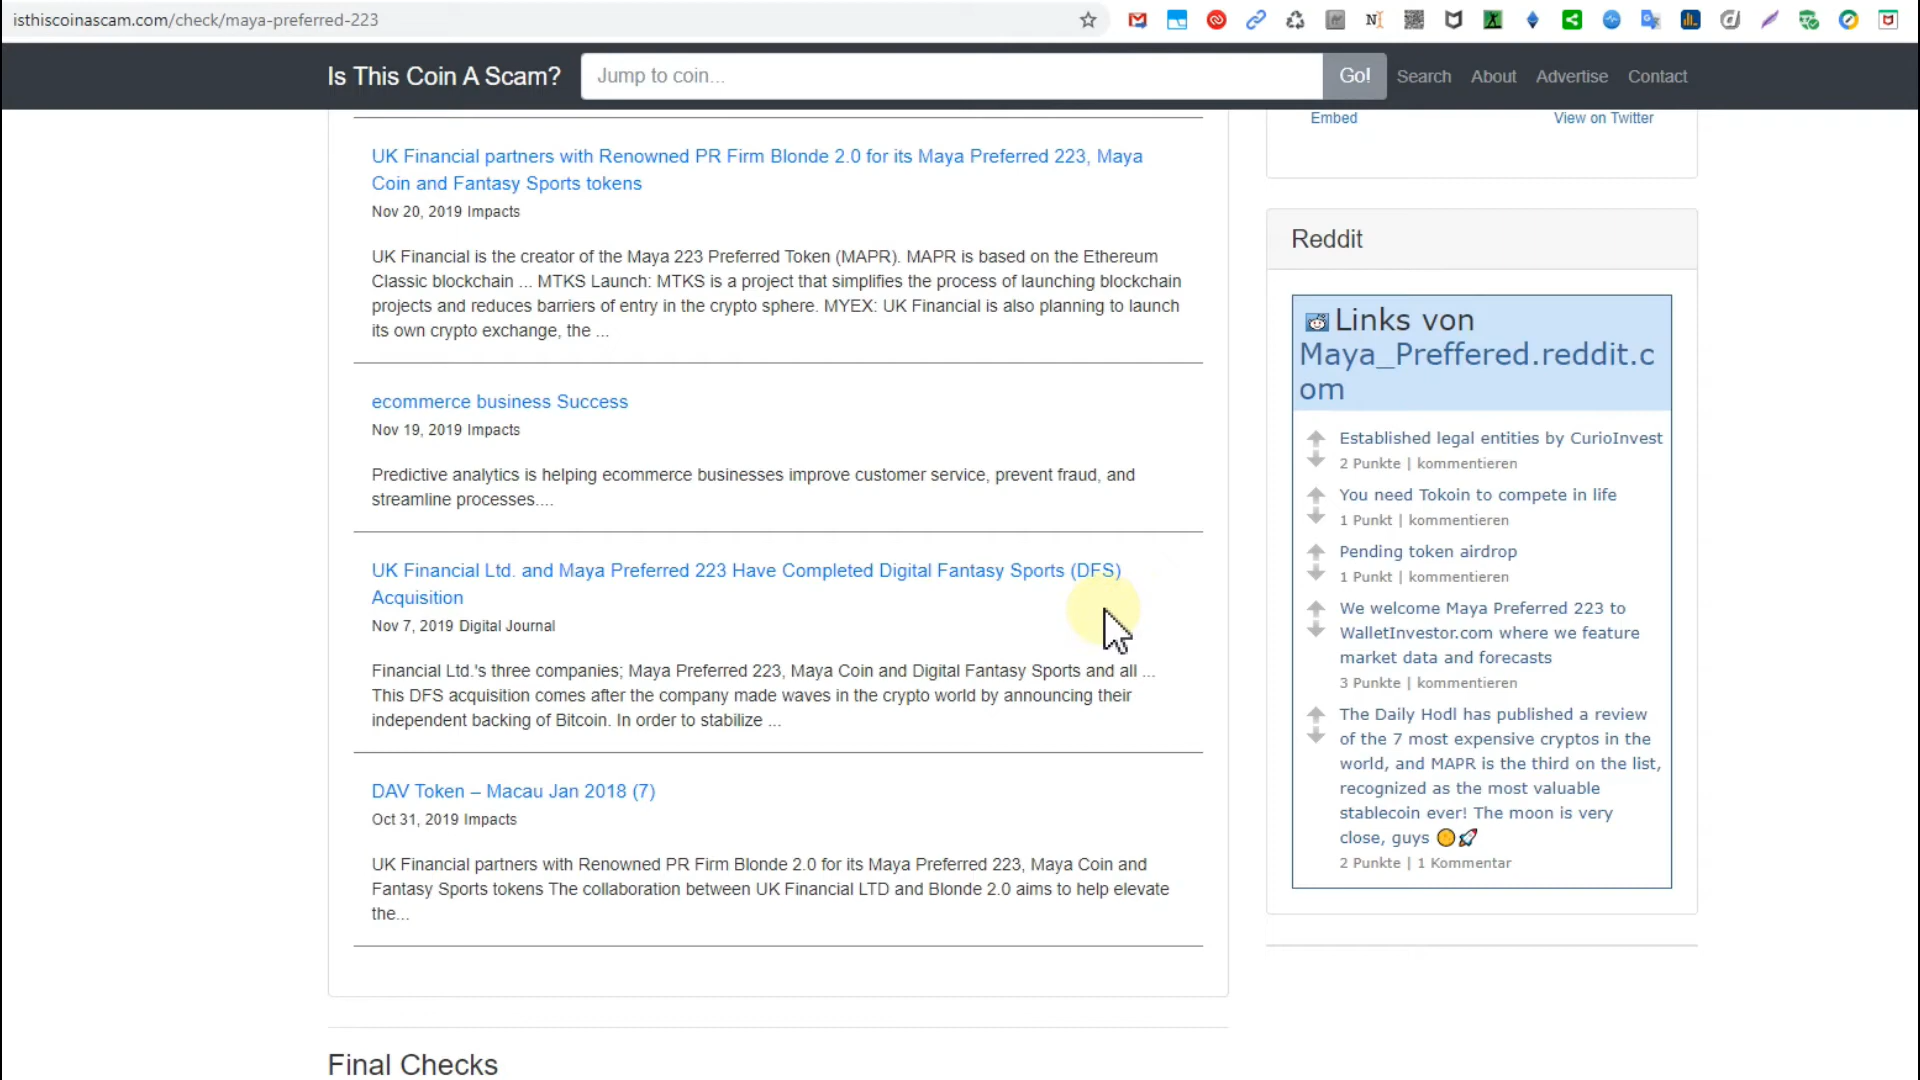 isthiscoinascam.com/check/maya-preferred-223
Is This Coin A Scam?
Jump to coin...
Go!
Search
About
Advertise
Contact
UK Financial partners with Renowned PR Firm Blonde 2.0 for its Maya Preferred 223, Maya
Coin and Fantasy Sports tokens
Nov 20, 2019 Impacts
UK Financial is the creator of the Maya 223 Preferred Token (MAPR). MAPR is based on the Ethereum
Classic blockchain ... MTKS Launch: MTKS is a project that simplifies the process of launching blockchain
projects and reduces barriers of entry in the crypto sphere. MYEX: UK Financial is also planning to launch
its own crypto exchange, the ...
ecommerce business Success
Nov 19, 2019 Impacts
Predictive analytics is helping ecommerce businesses improve customer service, prevent fraud, and
streamline processes....
UK Financial Ltd. and Maya Preferred 223 Have Completed Digital Fantasy Sports (DFS)
Acquisition
Nov 7, 2019 Digital Journal
Financial Ltd.'s three companies; Maya Preferred 223, Maya Coin and Digital Fantasy Sports and all ...
This DFS acquisition comes after the company made waves in the crypto world by announcing their
independent backing of Bitcoin. In order to stabilize ...
DAV Token – Macau Jan 2018 (7)
Oct 31, 2019 Impacts
UK Financial partners with Renowned PR Firm Blonde 2.0 for its Maya Preferred 223, Maya Coin and
Fantasy Sports tokens The collaboration between UK Financial LTD and Blonde 2.0 aims to help elevate
the...
Final Checks
Embed
View on Twitter
Reddit
Links von
Maya_Preffered.reddit.c
om
Established legal entities by CurioInvest
2 Punkte | kommentieren
You need Tokoin to compete in life
1 Punkt | kommentieren
Pending token airdrop
1 Punkt | kommentieren
We welcome Maya Preferred 223 to
WalletInvestor.com where we feature
market data and forecasts
3 Punkte | kommentieren
The Daily Hodl has published a review
of the 7 most expensive cryptos in the
world, and MAPR is the third on the list,
recognized as the most valuable
stablecoin ever! The moon is very
close, guys 🌕🚀
2 Punkte | 1 Kommentar